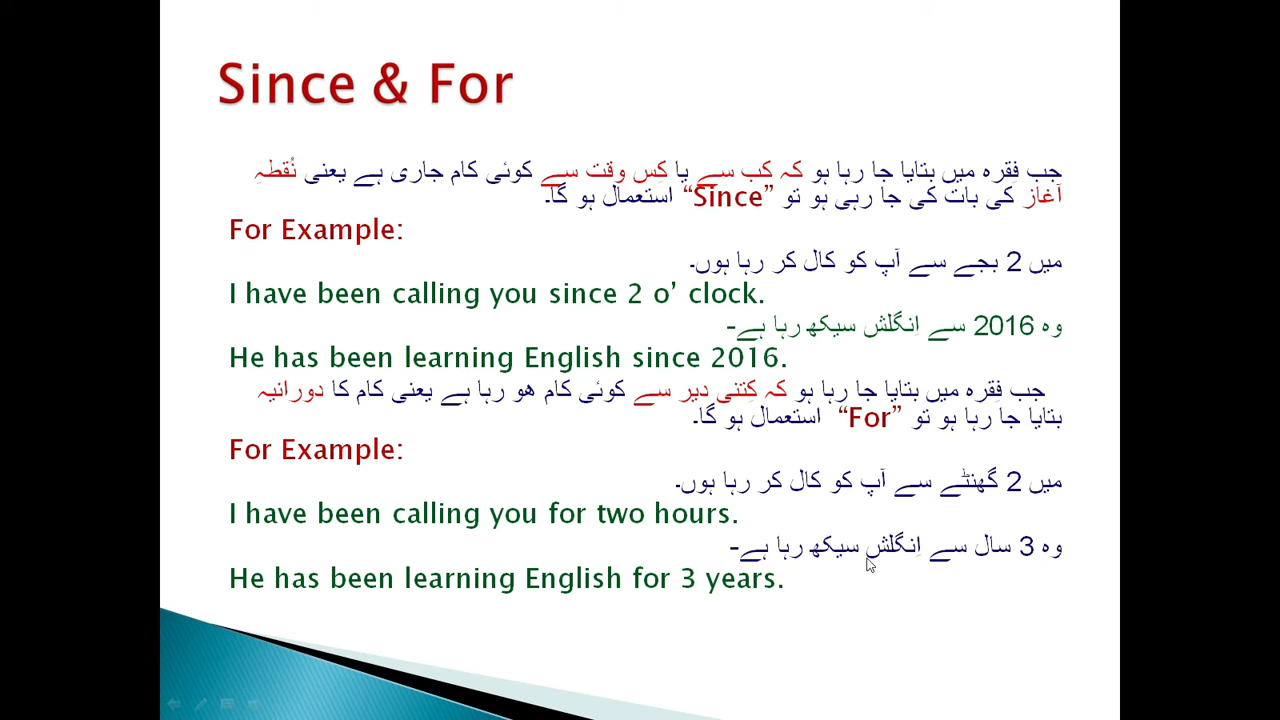 Since & For
جب فِقرہ میں بتایا جا رہا ہو کہ کب سے یا کس وقت سے کوئی کام جاری ہے یعنی نُقطہِ
آغاز کی بات کی جا رہی ہو تو “Since” استعمال ہو گا۔
For Example:
میں 2 بجے سے آپ کو کال کر رہا ہوں۔
I have been calling you since 2 o’ clock.
وہ 2016 سے اِنگلش سیکھ رہا ہے-
He has been learning English since 2016.
جب فِقرہ میں بتایا جا رہا ہو کہ کِتنی دیر سے کوئی کام ھو رہا ہے یعنی کام کا دورانیہ
بتایا جا رہا ہو تو “For” استعمال ہو گا۔
For Example:
میں 2 گھنٹے سے آپ کو کال کر رہا ہوں۔
I have been calling you for two hours.
وہ 3 سال سے اِنگلش سیکھ رہا ہے-
He has been learning English for 3 years.